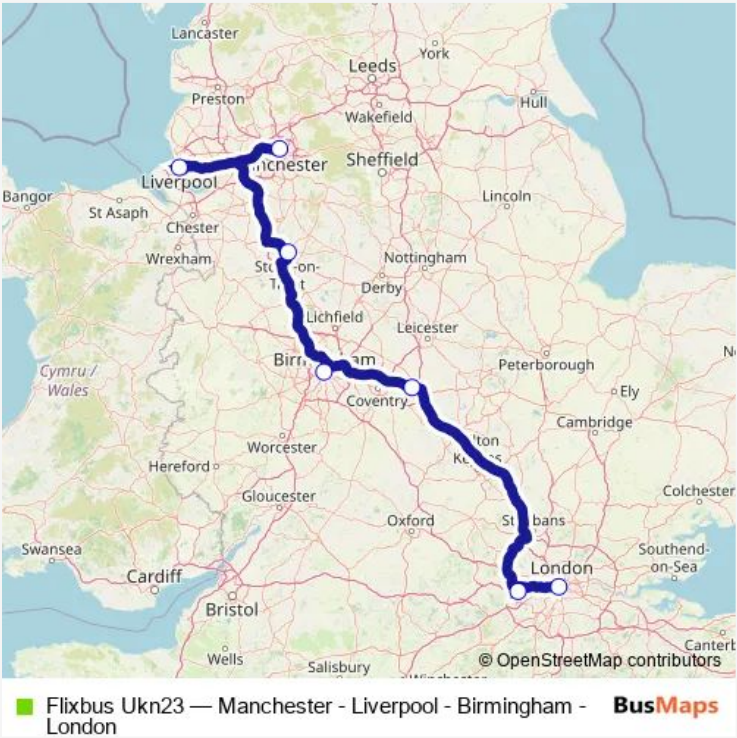 Lancaster
York
Leeds
Preston
Hull
Wakefield
nchester
Sheffield
Liverpool
Bangor
St Asaph
Lincoln
Chester
Wrexham
Nottingham
Derby
Lichfield
Leicester
Peterborough
Cymru /
Wales
Ely
Coventry
Cambridge
Worcester
Hereford
Gloucester
Colchester
Oxford
Swansea
Cardiff
London
Southend-
on-Sea
Bristol
Wells
Salisbury
© OpenStreetMap contributors
Flixbus Ukn23 — Manchester - Liverpool - Birmingham -
London
BusMaps